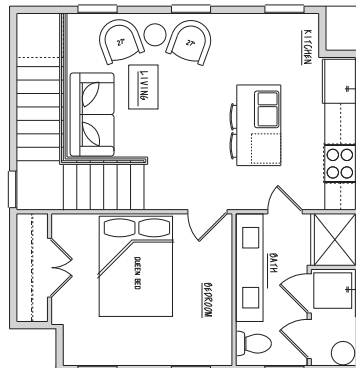 27"
27"
KITCHEN
LIVING
BATH
QUEEN BED
BEDROOM